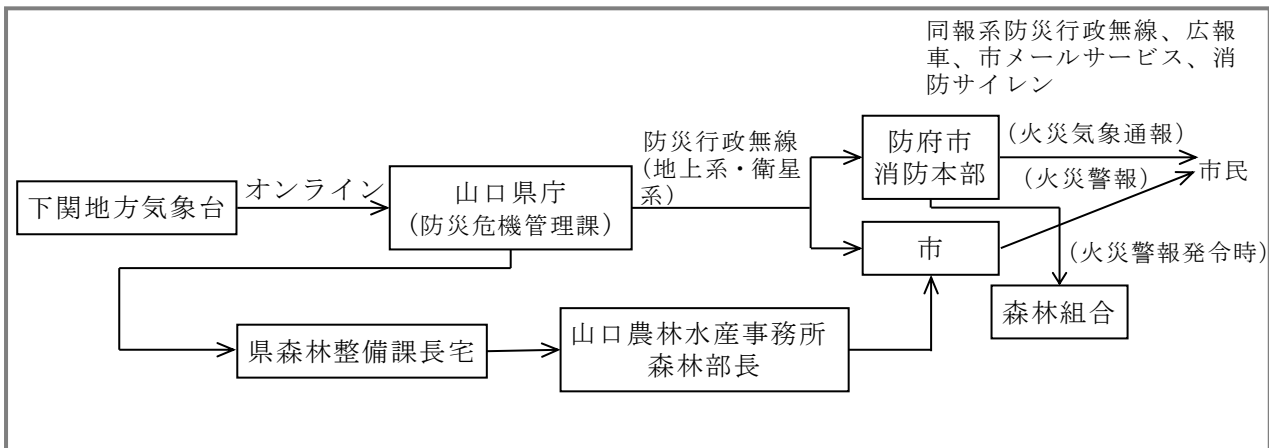 同報系防災行政無線、広報
車、市メールサービス、消
防サイレン
下関地方気象台
オンライン
山口県庁
(防災危機管理課)
防災行政無線
(地上系・衛星
系)
防府市
消防本部
(火災気象通報)
(火災警報)
市民
市
(火災警報発令時)
森林組合
県森林整備課長宅
山口農林水産事務所
森林部長